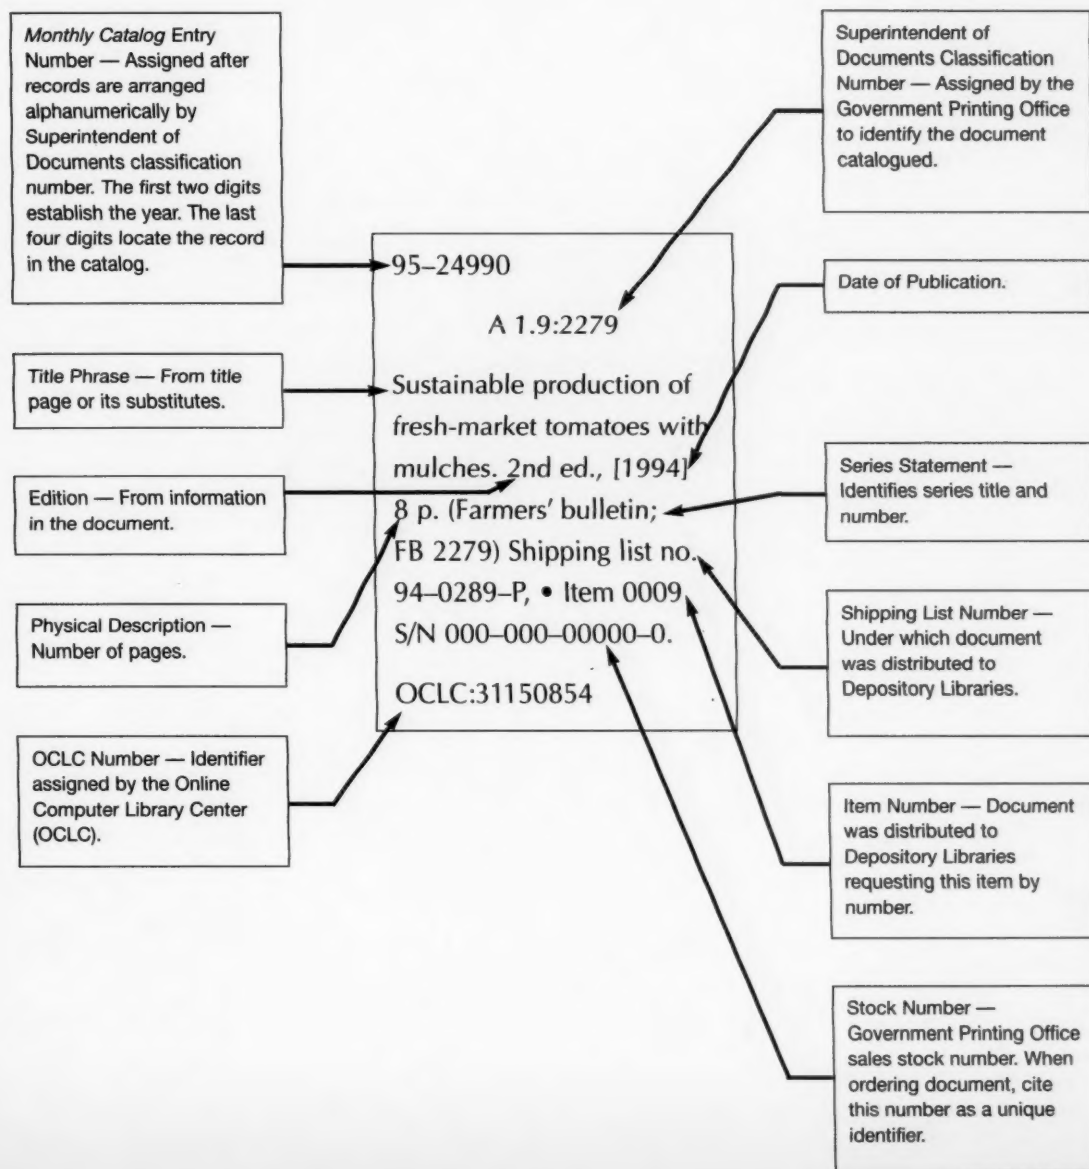 Monthly Catalog Entry
Number — Assigned after
records are arranged
alphanumerically by
Superintendent of
Documents classification
number. The first two digits
establish the year. The last
four digits locate the record
in the catalog.
Title Phrase — From title
page or its substitutes.
Edition — From information
in the document.
Physical Description —
Number of pages.
OCLC Number — Identifier
assigned by the Online
Computer Library Center
(OCLC).
95–24990
A 1.9:2279
Sustainable production of
fresh-market tomatoes with
mulches. 2nd ed., [1994]
8 p. (Farmers’ bulletin;
FB 2279) Shipping list no.
94–0289–P, • Item 0009
S/N 000–000–00000–0.
OCLC:31150854
Superintendent of
Documents Classification
Number — Assigned by the
Government Printing Office
to identify the document
catalogued.
Date of Publication.
Series Statement —
Identifies series title and
number.
Shipping List Number —
Under which document
was distributed to
Depository Libraries.
Item Number — Document
was distributed to
Depository Libraries
requesting this item by
number.
Stock Number —
Government Printing Office
sales stock number. When
ordering document, cite
this number as a unique
identifier.